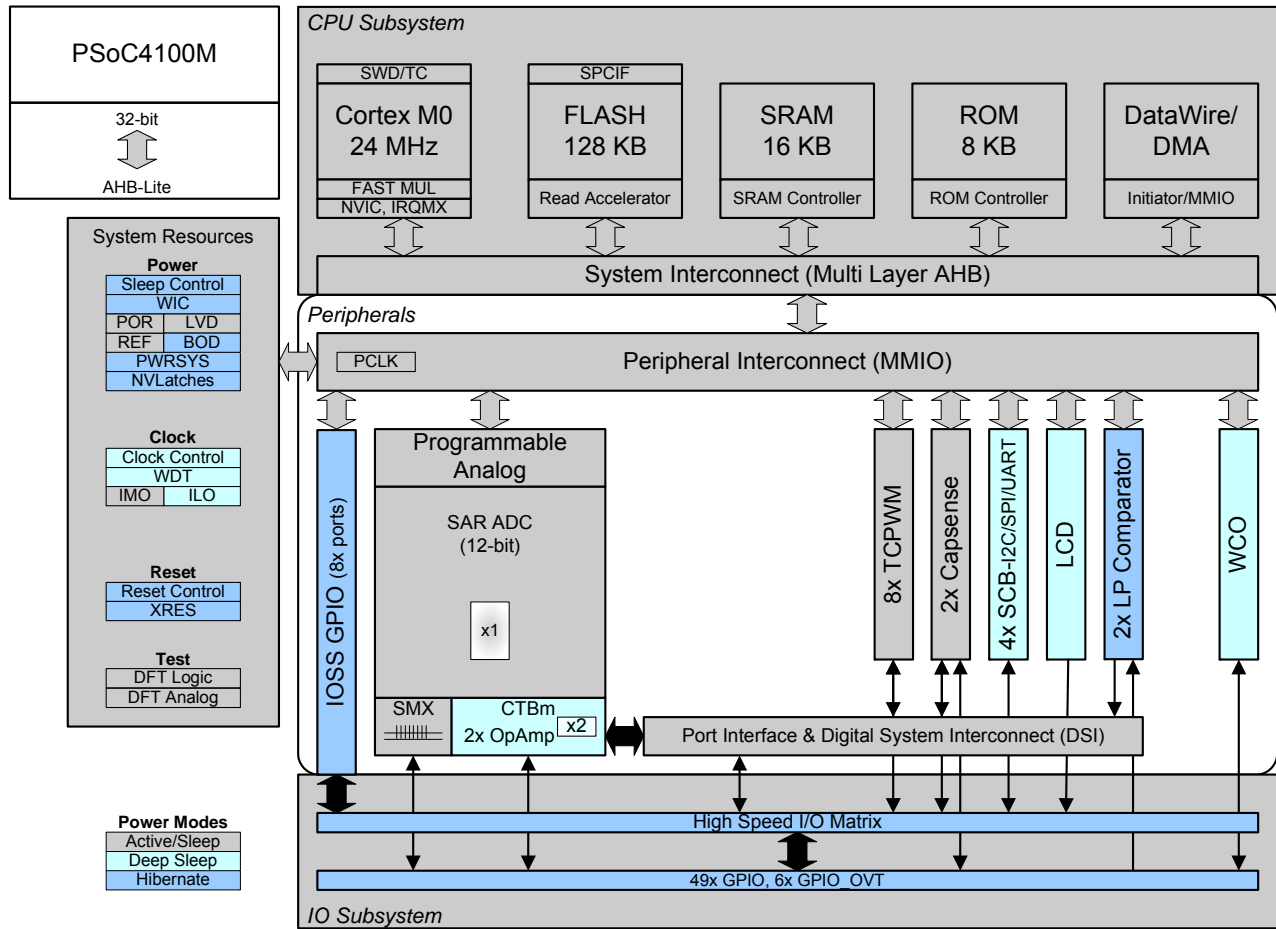 PSoC4100M
32-bit
AHB-Lite
CPU Subsystem
SWD/TC
Cortex M0
24 MHz
FAST MUL
NVIC, IRQMX
SPCIF
FLASH
128 KB
Read Accelerator
SRAM
16 KB
SRAM Controller
ROM
8 KB
ROM Controller
DataWire/
DMA
Initiator/MMIO
System Interconnect (Multi Layer AHB)
System Resources
Power
Sleep Control
WIC
POR LVD
REF BOD
PWRSYS
NVLatches
Clock
Clock Control
WDT
IMO ILO
Reset
Reset Control
XRES
Test
DFT Logic
DFT Analog
Peripherals
PCLK
Peripheral Interconnect (MMIO)
IOSS GPIO (8x ports)
Programmable
Analog
SAR ADC
(12-bit)
x1
SMX
CTBm
2x OpAmp
x2
8x TCPWM
2x Capsense
4x SCB-I2C/SPI/UART
LCD
2x LP Comparator
WCO
Port Interface & Digital System Interconnect (DSI)
High Speed I/O Matrix
49x GPIO, 6x GPIO_OVT
IO Subsystem
Power Modes
Active/Sleep
Deep Sleep
Hibernate